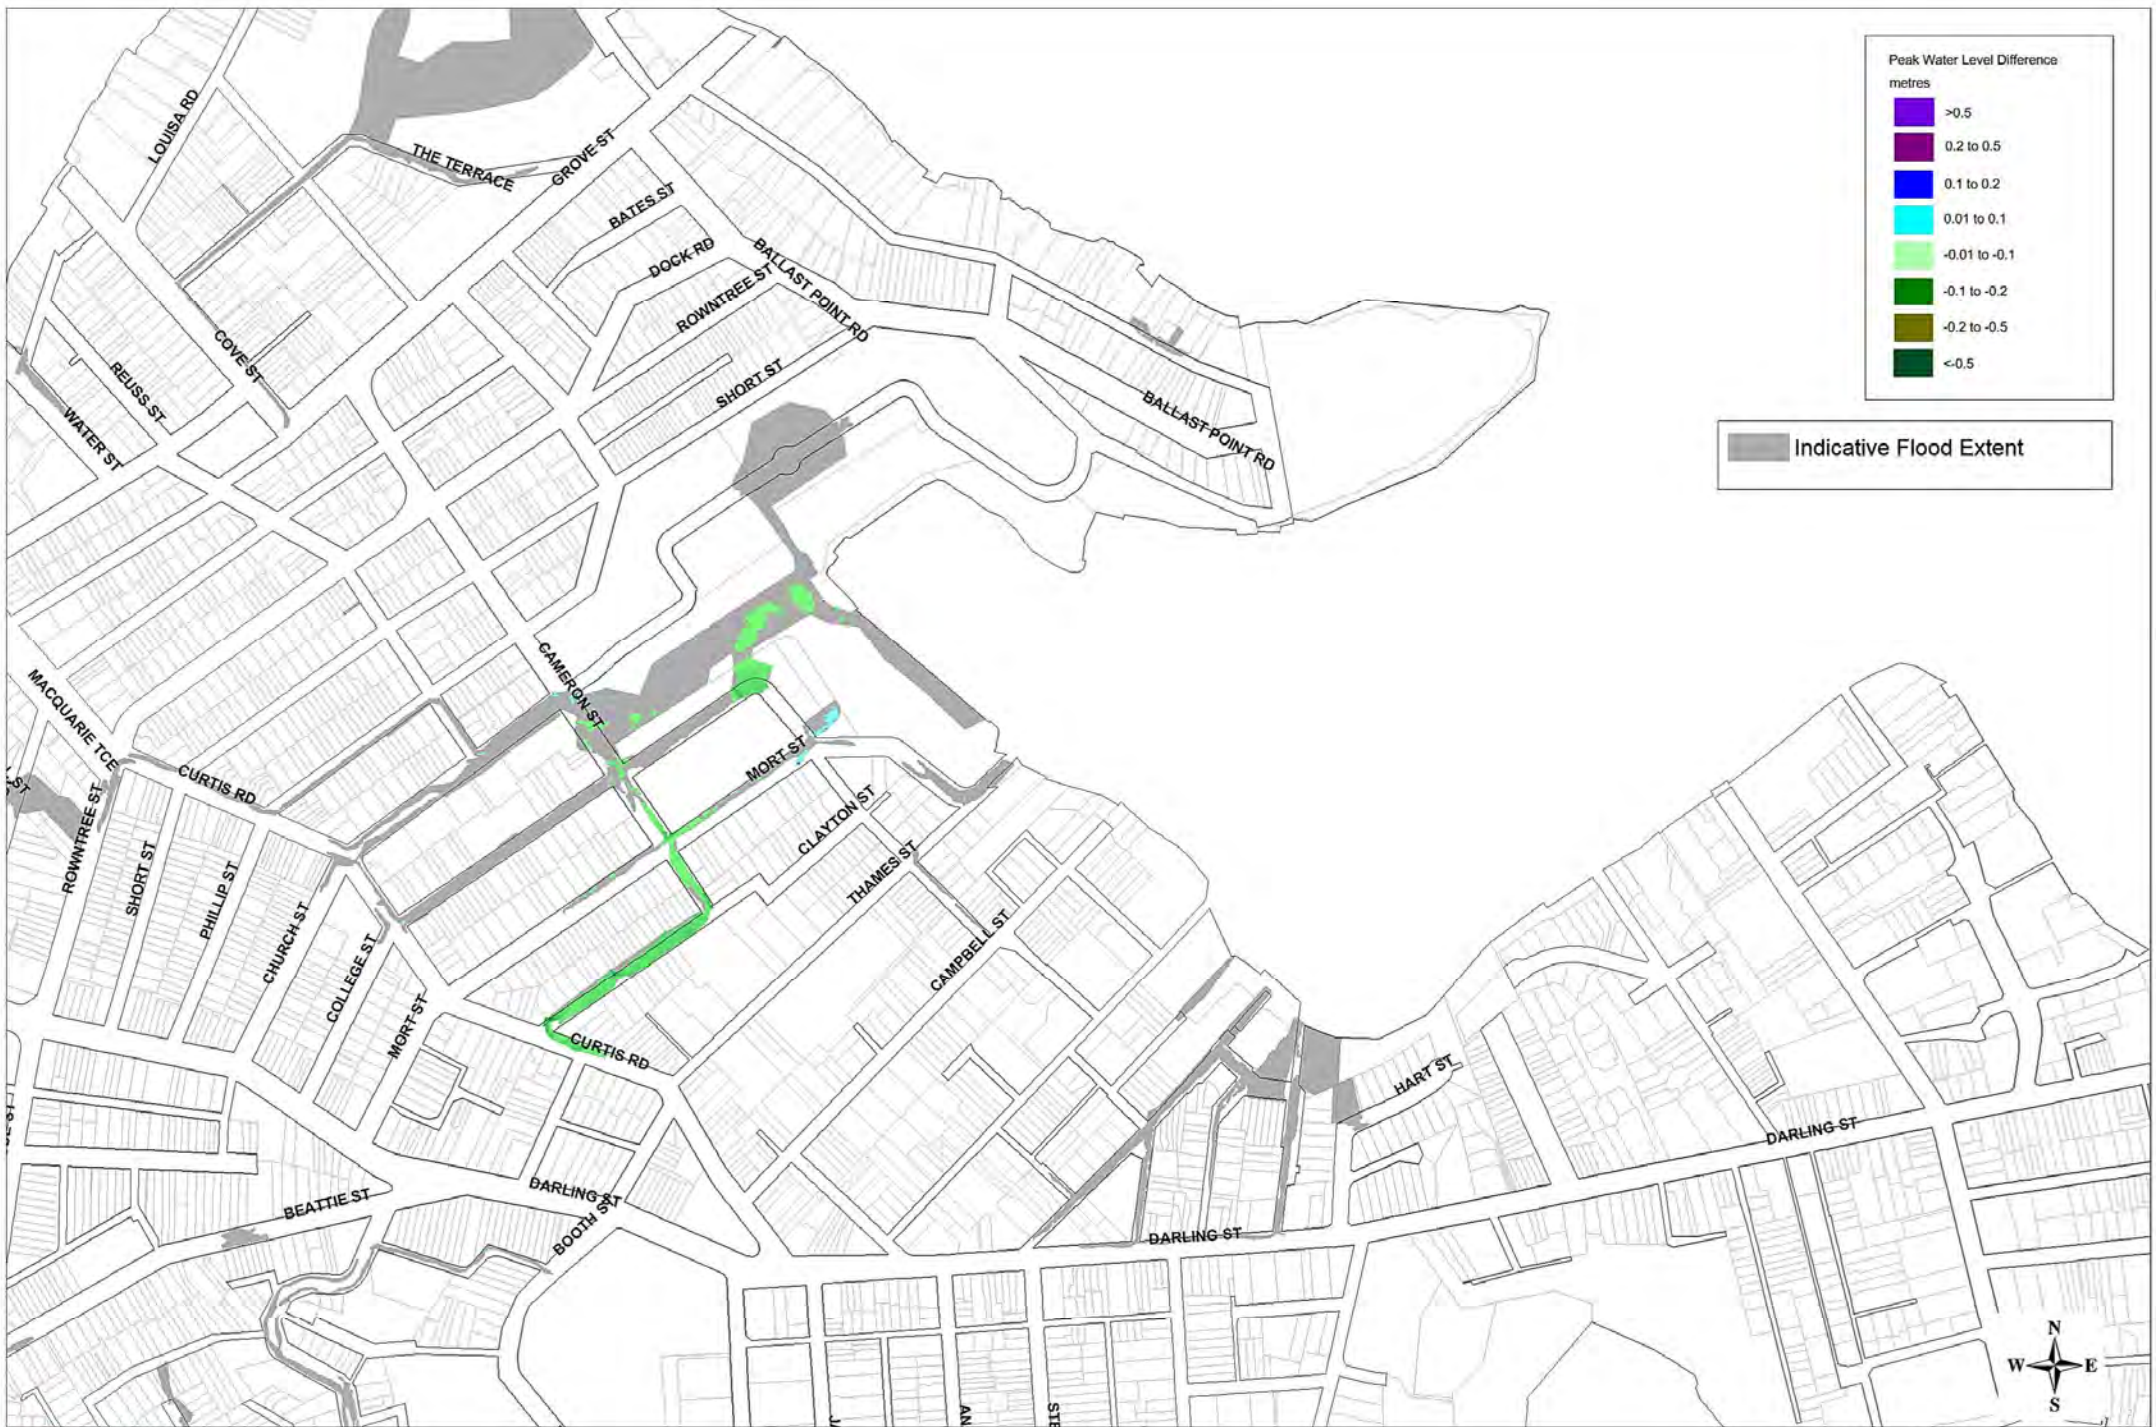 Peak Water Level Difference
metres
>0.5
0.2 to 0.5
0.1 to 0.2
0.01 to 0.1
-0.01 to -0.1
-0.1 to -0.2
-0.2 to -0.5
<-0.5
Indicative Flood Extent
LOUISA RD
THE TERRACE
GROVE ST
BATES ST
DOCK RD
ROWNTREE ST
BALLAST POINT RD
SHORT ST
COVE ST
REUSS ST
WATER ST
BALLAST POINT RD
CAMERON ST
MACQUARIE TCE
CURTIS RD
ROWNTREE ST
SHORT ST
PHILLIP ST
CHURCH ST
COLLEGE ST
MORT ST
MORT ST
CLAYTON ST
THAMES ST
CAMPBELL ST
CURTIS RD
HART ST
DARLING ST
BEATTIE ST
DARLING ST
BOOTH ST
DARLING ST
ST
AN
STE
N
W E
S